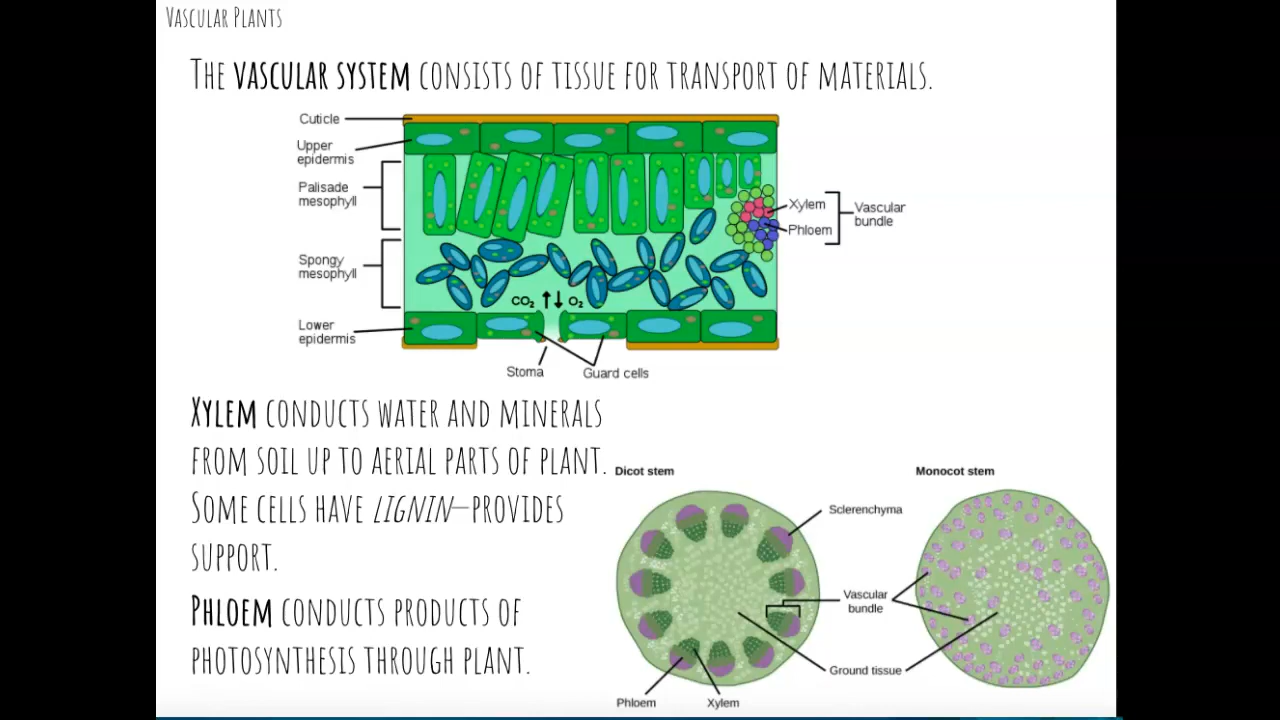 Vascular Plants
The vascular system consists of tissue for transport of materials.
Cuticle
Upper
epidermis
Palisade
mesophyll
Xylem
Phloem
Vascular
bundle
Spongy
mesophyll
CO₂
O₂
Lower
epidermis
Stoma
Guard cells
Xylem conducts water and minerals
from soil up to aerial parts of plant.
Some cells have lignin—provides
support.
Phloem conducts products of
photosynthesis through plant.
Dicot stem
Monocot stem
Sclerenchyma
Vascular
bundle
Ground tissue
Phloem
Xylem